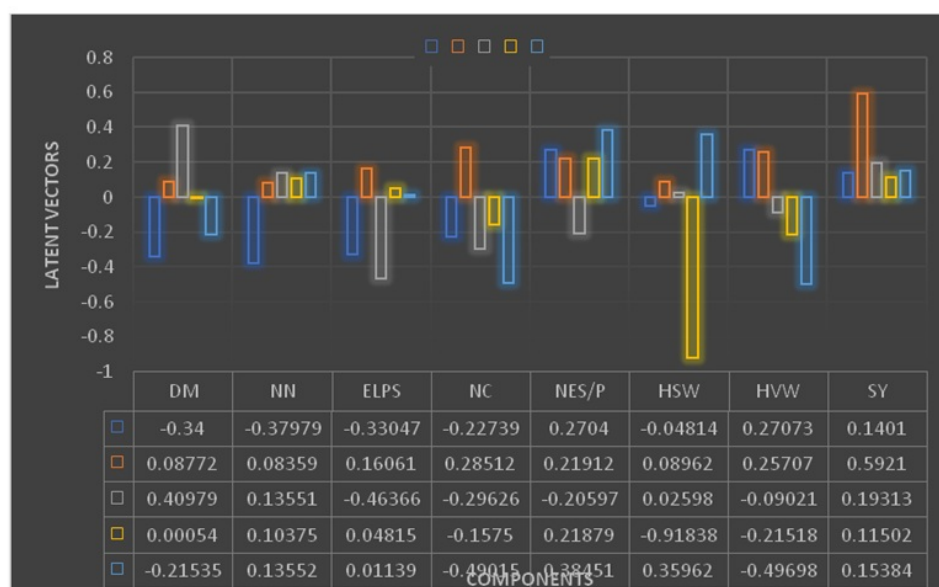 0.8
0.6
0.4
0.2
0
-0.2
-0.4
-0.6
-0.8
-1
LATENT VECTORS
DM NN ELPS NC NES/P HSW HVW SY
-0.34 -0.37979 -0.33047 -0.22739 0.2704 -0.04814 0.27073 0.1401
0.08772 0.08359 0.16061 0.28512 0.21912 0.08962 0.25707 0.5921
0.40979 0.13551 -0.46366 -0.29626 -0.20597 0.02598 -0.09021 0.19313
0.00054 0.10375 0.04815 -0.1575 0.21879 -0.91838 -0.21518 0.11502
-0.21535 0.13552 0.01139 -0.49015 0.38451 0.35962 -0.49698 0.15384
COMPONENTS